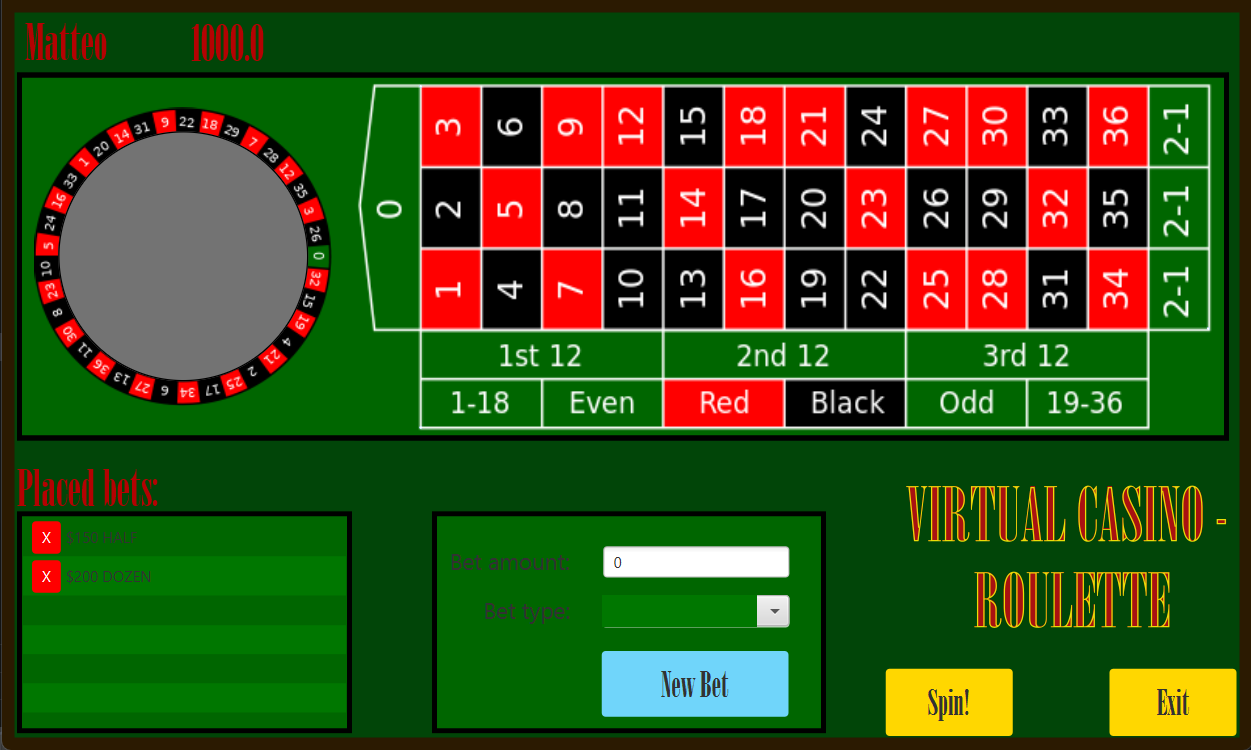 Matteo 1000.0
0
3 6 9 12 15 18 21 24 27 30 33 36 2-1
2 5 8 11 14 17 20 23 26 29 32 35 2-1
1 4 7 10 13 16 19 22 25 28 31 34 2-1
1st 12 2nd 12 3rd 12
1-18 Even Red Black Odd 19-36
0 32 15 19 4 21 2 25 17 34 6 27 13 36 11 30 8 23 10 5 24 16 33 1 20 14 31 9 22 18 29 7 28 12 35 3 26
Placed bets:
X $150 HALF
X $200 DOZEN
Bet amount: 0
Bet type:
New Bet
VIRTUAL CASINO -
ROULETTE
Spin! Exit